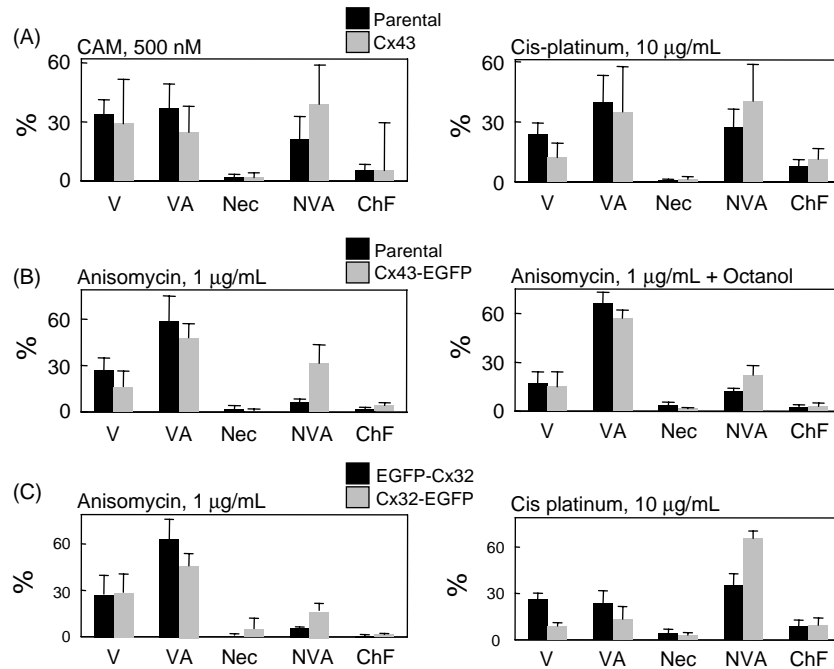 Parental
Cx43
(A)
CAM, 500 nM
Cis-platinum, 10 μg/mL
60
30
0
%
V VA Nec NVA ChF
60
30
0
%
V VA Nec NVA ChF
Parental
Cx43-EGFP
(B)
Anisomycin, 1 μg/mL
Anisomycin, 1 μg/mL + Octanol
60
30
0
%
V VA Nec NVA ChF
60
30
0
%
V VA Nec NVA ChF
EGFP-Cx32
Cx32-EGFP
(C)
Anisomycin, 1 μg/mL
Cis platinum, 10 μg/mL
60
30
0
%
V VA Nec NVA ChF
60
30
0
%
V VA Nec NVA ChF